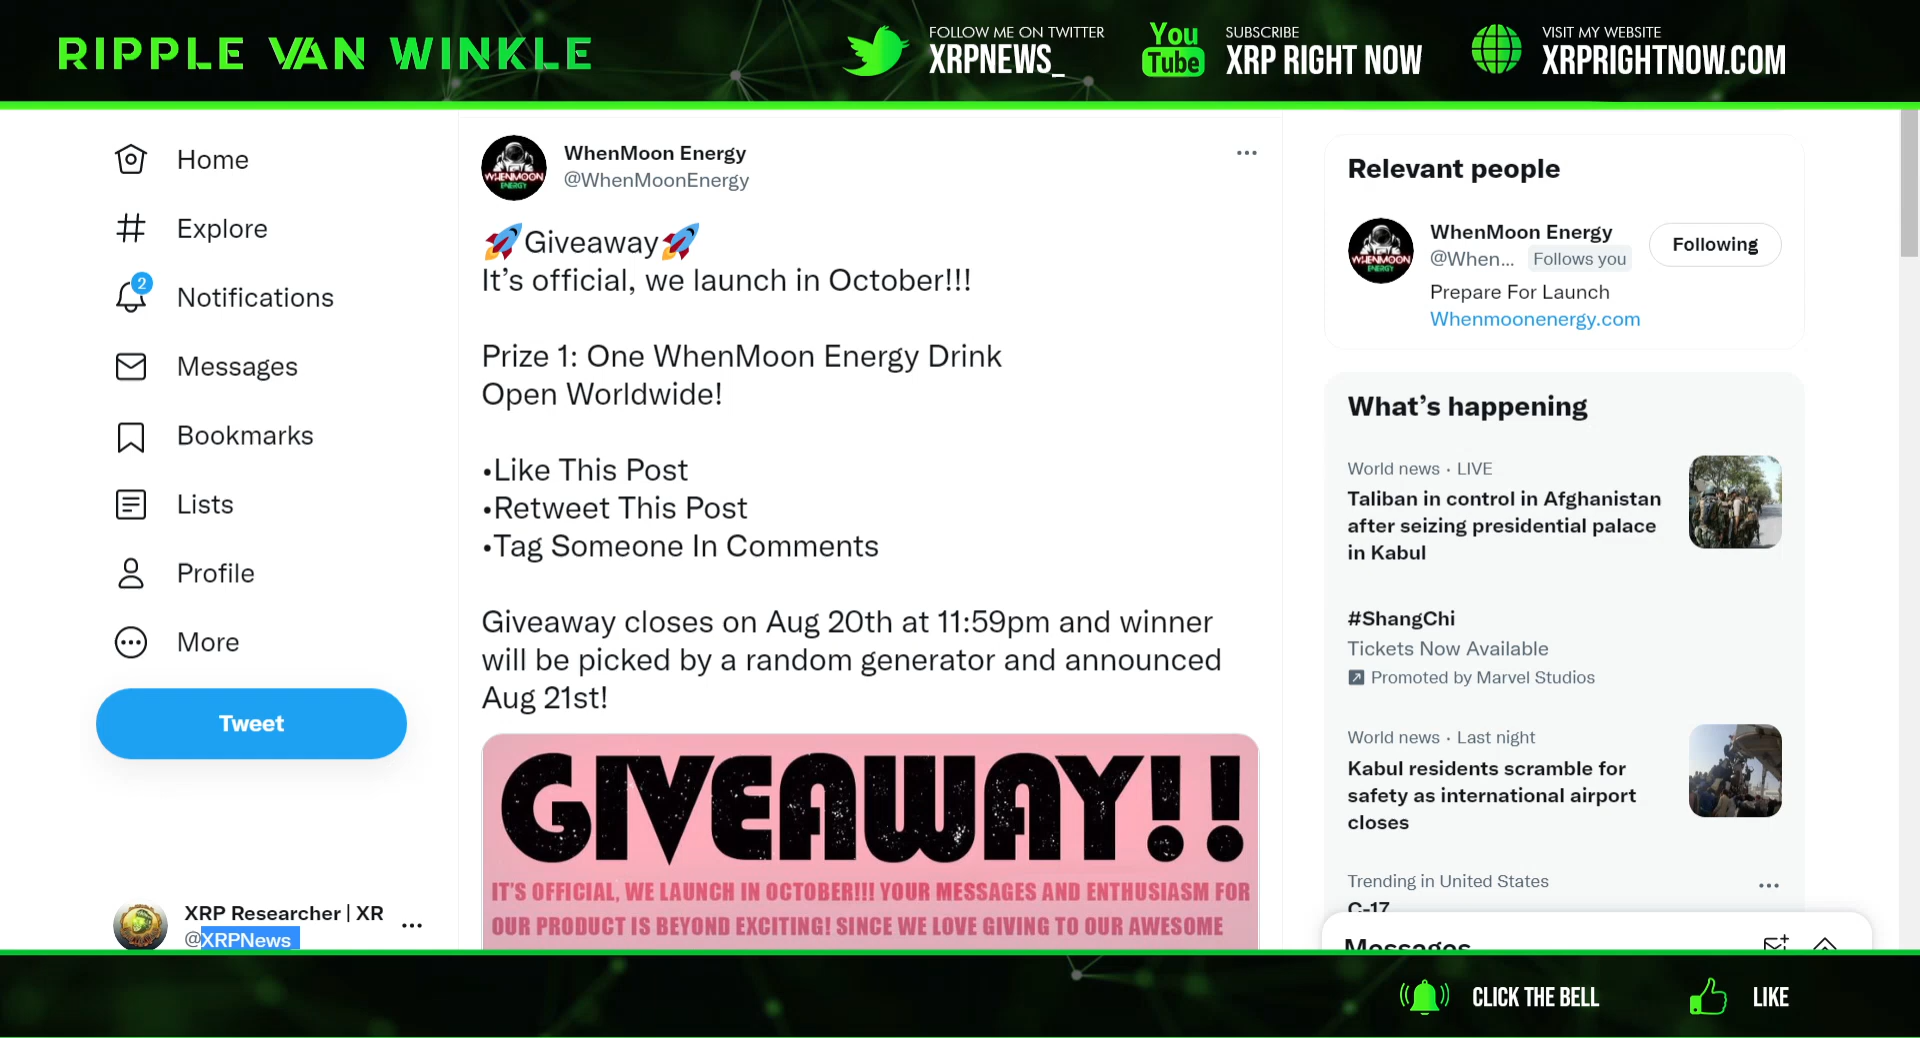 RIPPLE VAN WINKLE
FOLLOW ME ON TWITTER
XRPNEWS_
You
Tube
SUBSCRIBE
XRP RIGHT NOW
VISIT MY WEBSITE
XRPRIGHTNOW.COM
Home
Explore
2
Notifications
Messages
Bookmarks
Lists
Profile
More
Tweet
XRP Researcher | XR
@XRPNews
WHENMOON
ENERGY
WhenMoon Energy
@WhenMoonEnergy
🚀Giveaway🚀
It’s official, we launch in October!!!
Prize 1: One WhenMoon Energy Drink
Open Worldwide!
•Like This Post
•Retweet This Post
•Tag Someone In Comments
Giveaway closes on Aug 20th at 11:59pm and winner
will be picked by a random generator and announced
Aug 21st!
GIVEAWAY!!
IT'S OFFICIAL, WE LAUNCH IN OCTOBER!!! YOUR MESSAGES AND ENTHUSIASM FOR
OUR PRODUCT IS BEYOND EXCITING! SINCE WE LOVE GIVING TO OUR AWESOME
Relevant people
WHENMOON
ENERGY
WhenMoon Energy
@When... Follows you
Following
Prepare For Launch
Whenmoonenergy.com
What’s happening
World news · LIVE
Taliban in control in Afghanistan
after seizing presidential palace
in Kabul
#ShangChi
Tickets Now Available
Promoted by Marvel Studios
World news · Last night
Kabul residents scramble for
safety as international airport
closes
Trending in United States
C-17
Messages
CLICK THE BELL
LIKE